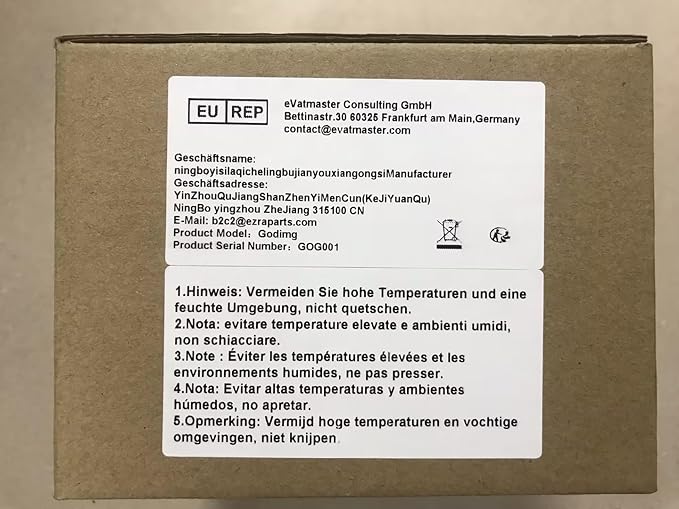 EU REP
eVatmaster Consulting GmbH
Bettinastr.30 60325 Frankfurt am Main,Germany
contact@evatmaster.com
Geschäftsname:
ningboyisilaqichelingbujianyouxiangongsiManufacturer
Geschäftsadresse:
YinZhouQuJiangShanZhenYiMenCun(KeJiYuanQu)
NingBo yingzhou ZheJiang 315100 CN
E-Mail: b2c2@ezraparts.com
Product Model: Godimg
Product Serial Number: GOG001
1.Hinweis: Vermeiden Sie hohe Temperaturen und eine
feuchte Umgebung, nicht quetschen.
2.Nota: evitare temperature elevate e ambienti umidi,
non schiacciare.
3.Note : Éviter les températures élevées et les
environnements humides, ne pas presser.
4.Nota: Evitar altas temperaturas y ambientes
húmedos, no apretar.
5.Opmerking: Vermijd hoge temperaturen en vochtige
omgevingen, niet knijpen.